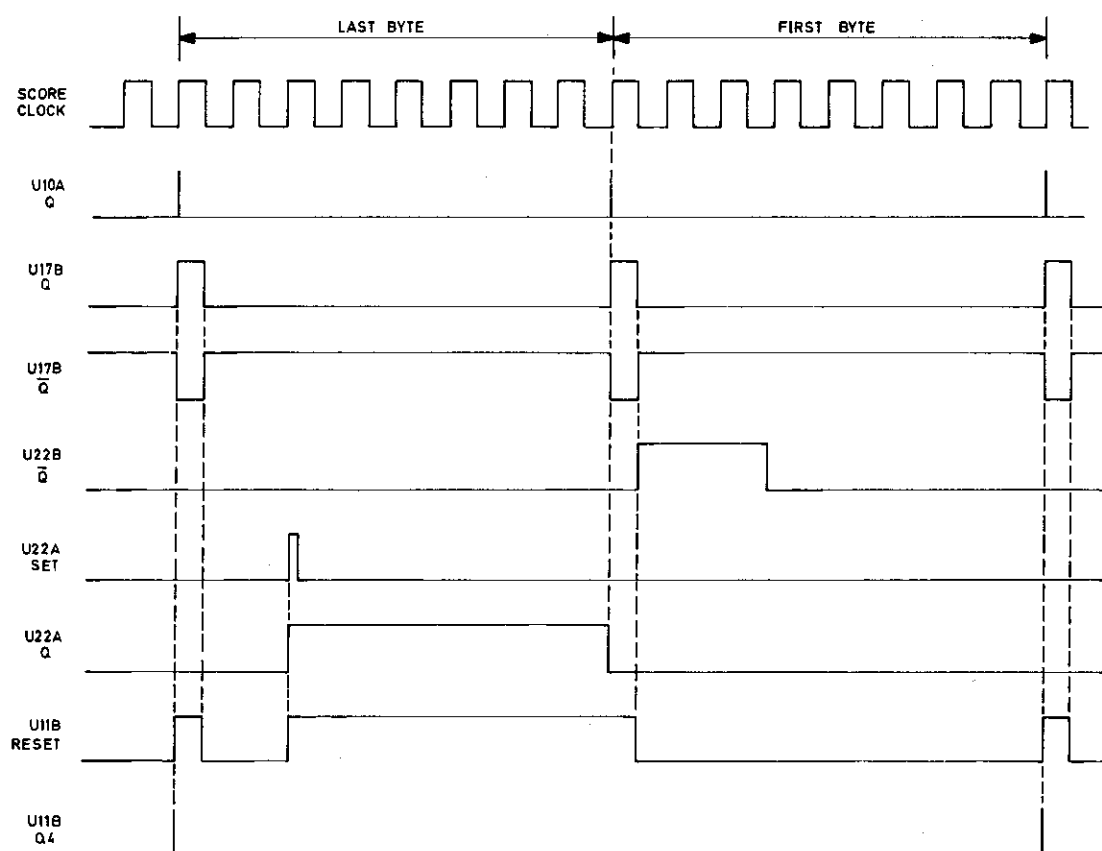 LAST BYTE
FIRST BYTE
SCORE
CLOCK
U10A
Q
U17B
Q
U17B
Q̅
U22B
Q̅
U22A
SET
U22A
Q
U11B
RESET
U11B
Q4